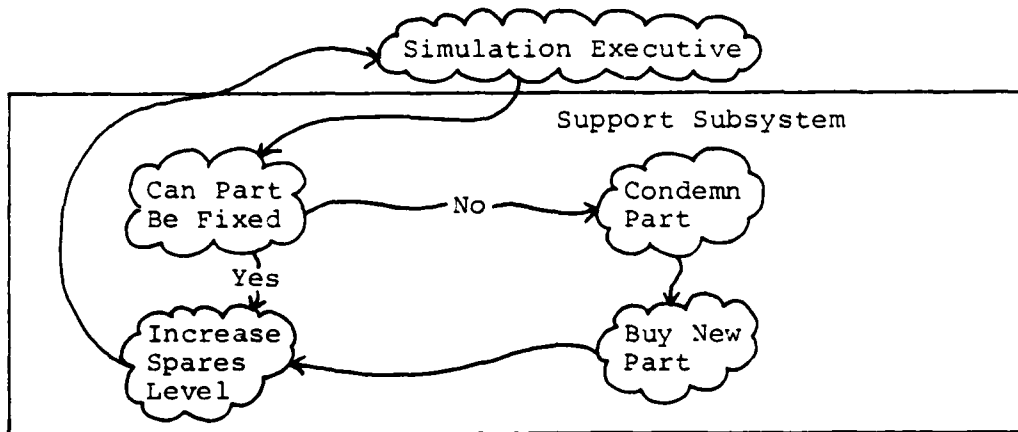 Simulation Executive
Support Subsystem
Can Part
Be Fixed
No
Condemn
Part
Yes
Increase
Spares
Level
Buy New
Part